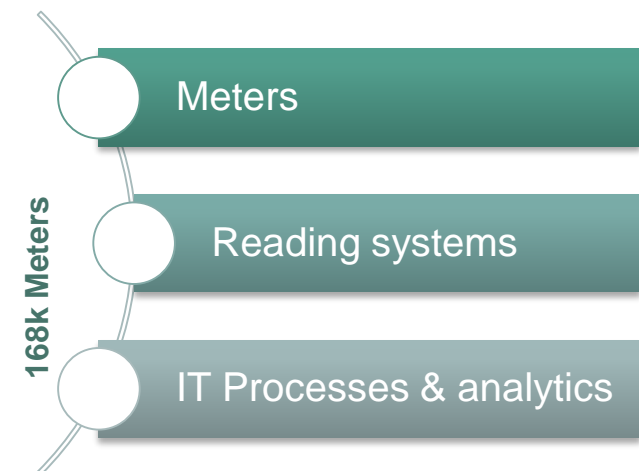 168k Meters
Meters
Reading systems
IT Processes & analytics